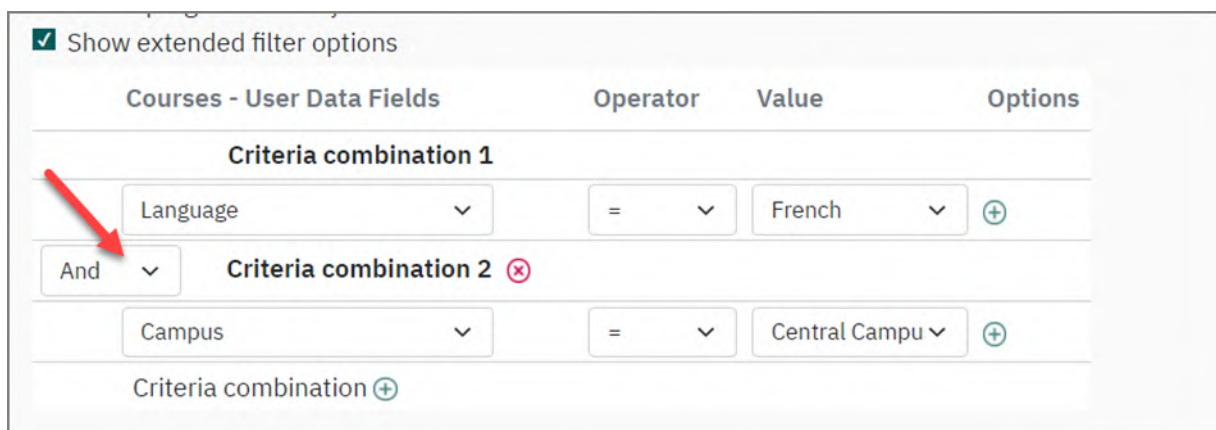 Show extended filter options
Courses - User Data Fields Operator Value Options
Criteria combination 1
Language = French
And Criteria combination 2
Campus = Central Campu
Criteria combination